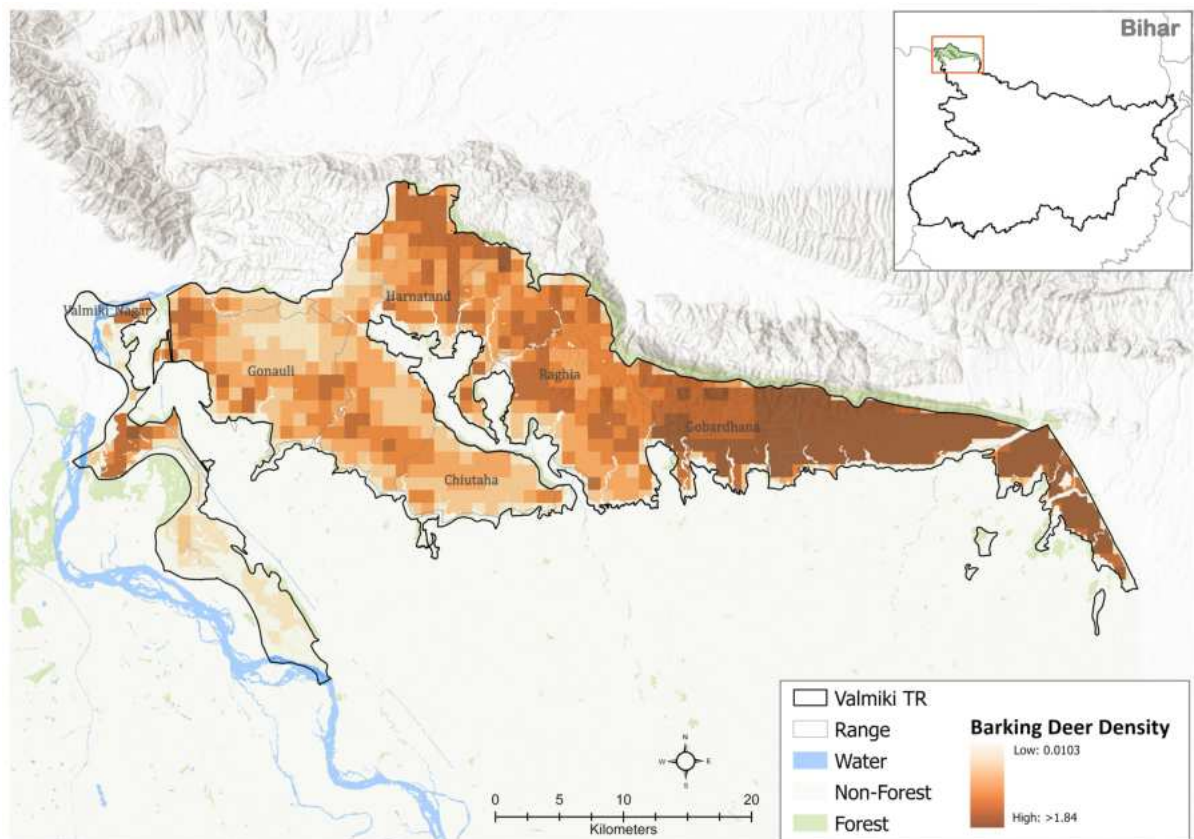 Bihar
Valmiki Nagar
Harnatand
Gonauli
Raghia
Gobardhana
Chiutaha
N
W
E
S
0 5 10 20
Kilometers
Valmiki TR
Range
Water
Non-Forest
Forest
Barking Deer Density
Low: 0.0103
High: >1.84